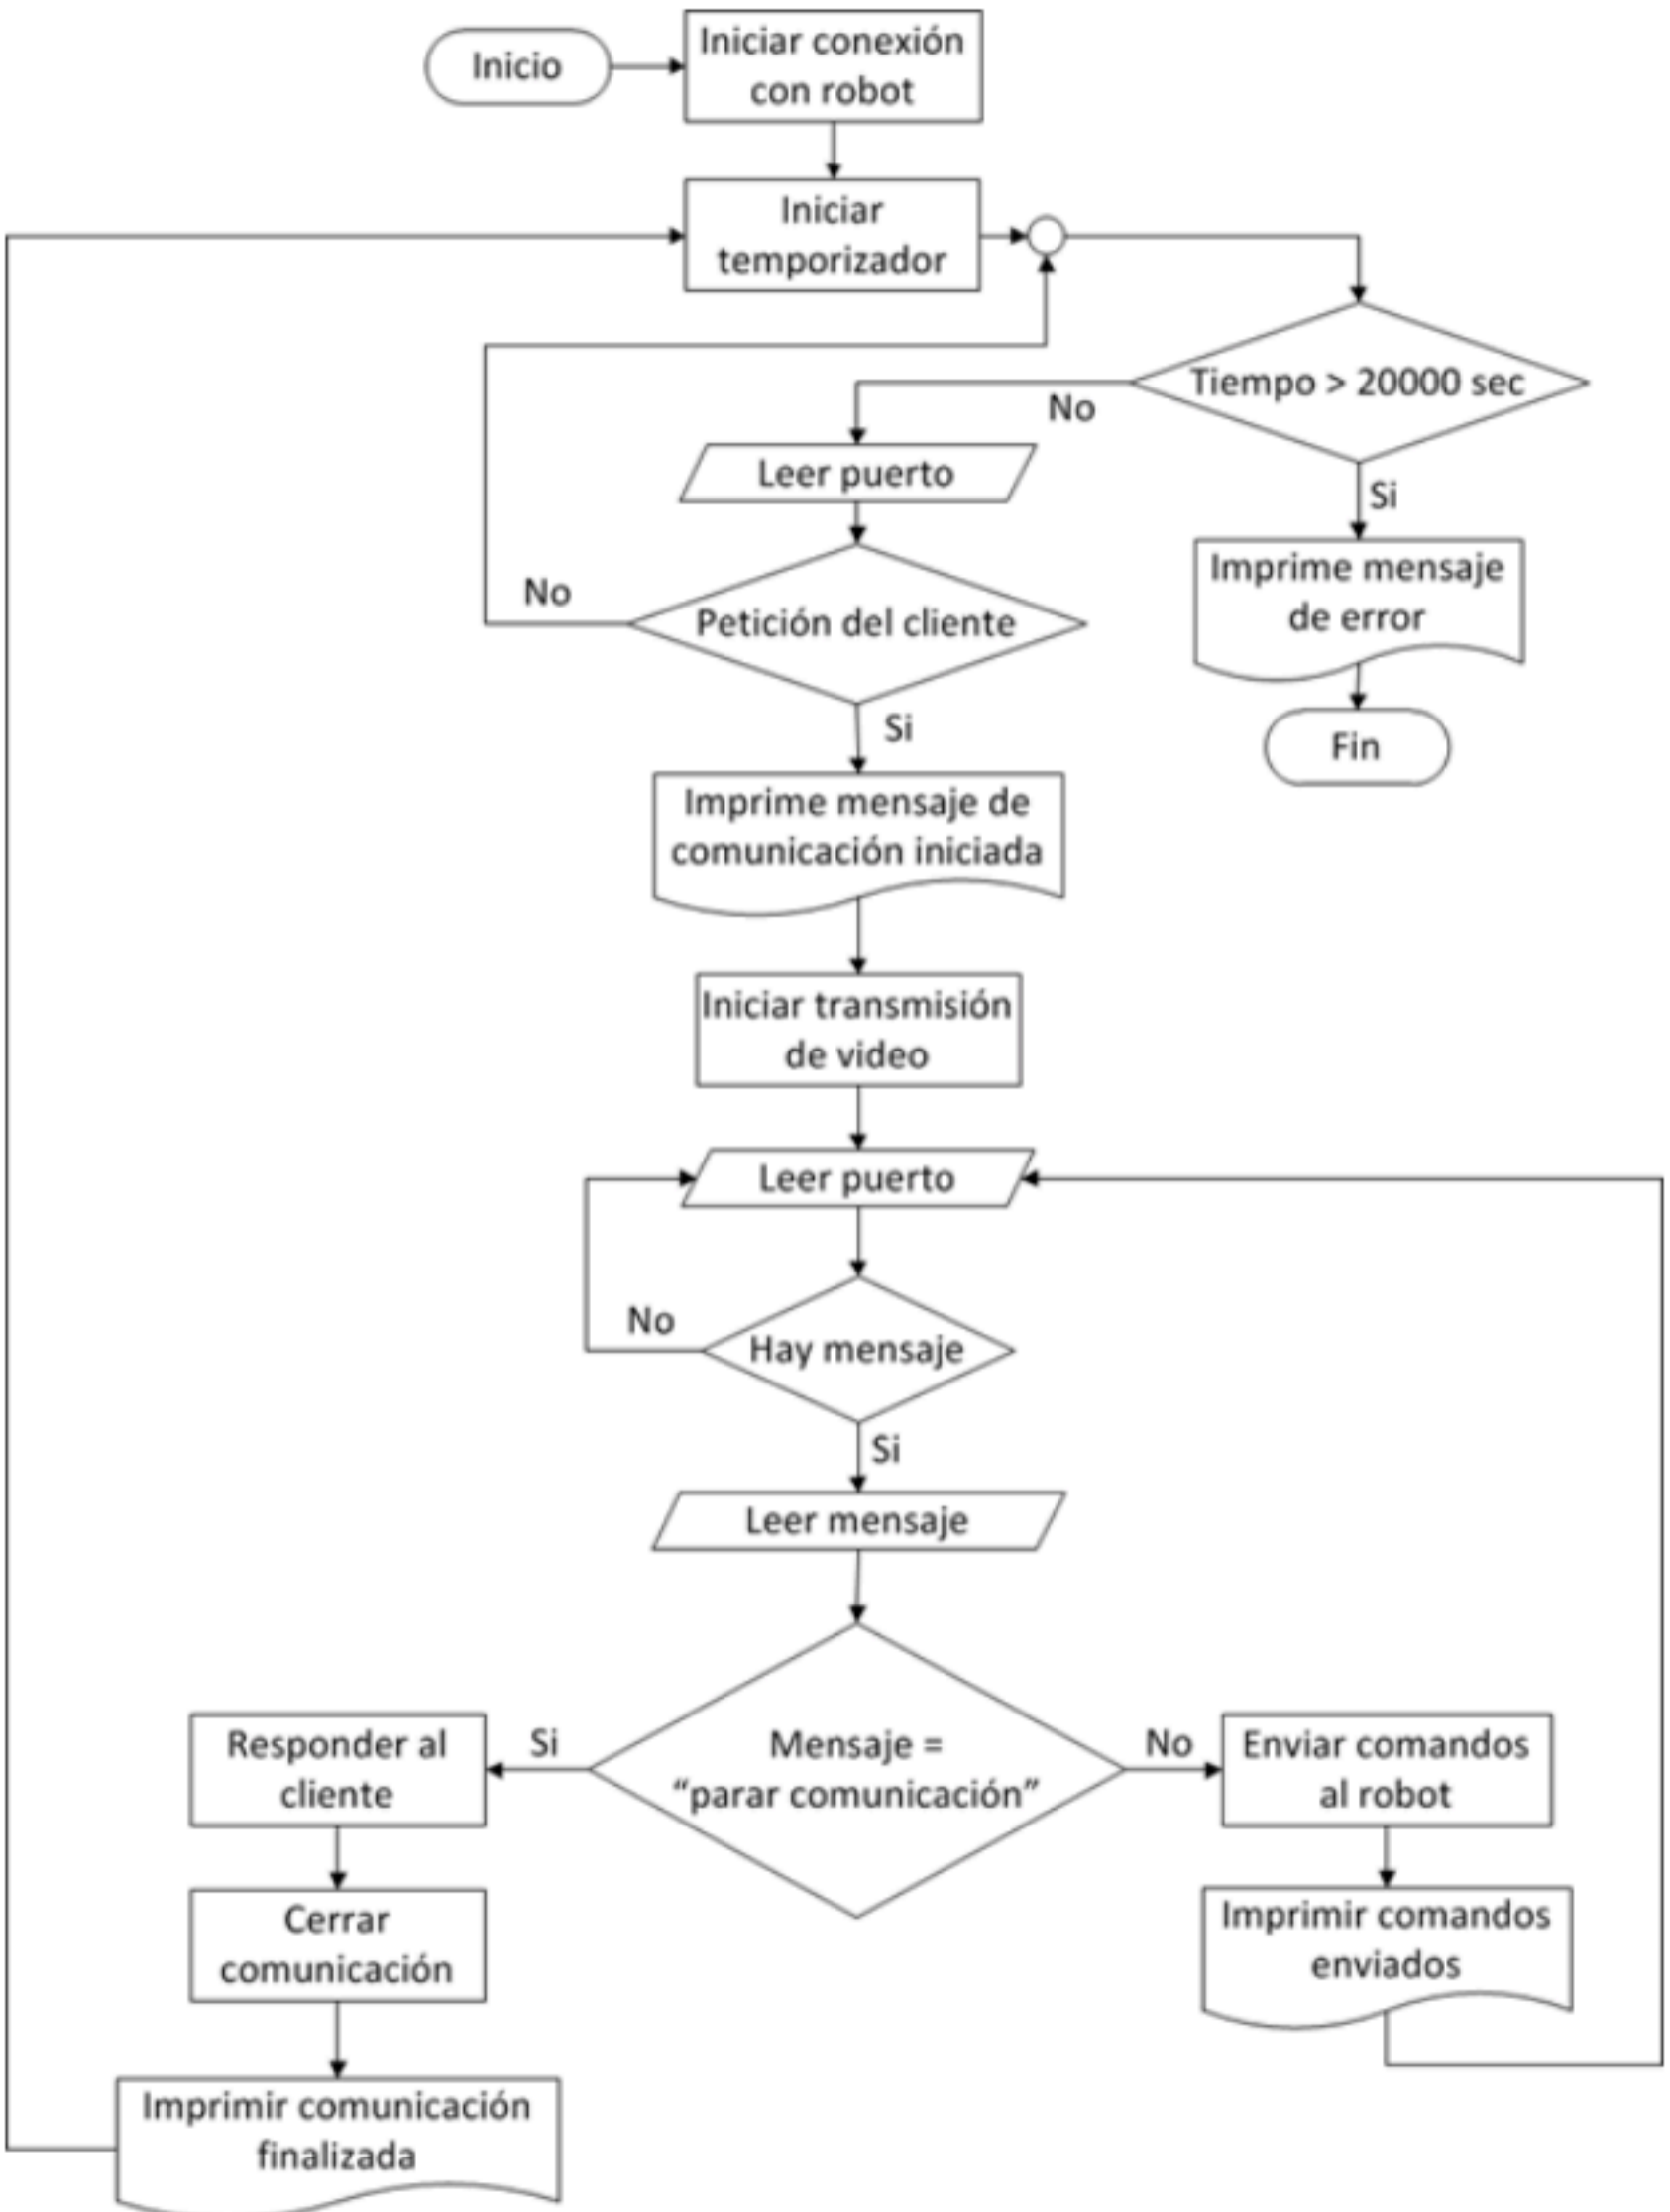 Inicio
Iniciar conexión
con robot
Iniciar
temporizador
Tiempo > 20000 sec
No
Si
Leer puerto
Imprime mensaje
de error
No
Petición del cliente
Si
Fin
Imprime mensaje de
comunicación iniciada
Iniciar transmisión
de video
Leer puerto
No
Hay mensaje
Si
Leer mensaje
Mensaje =
“parar comunicación”
Si
No
Responder al
cliente
Enviar comandos
al robot
Cerrar
comunicación
Imprimir comandos
enviados
Imprimir comunicación
finalizada